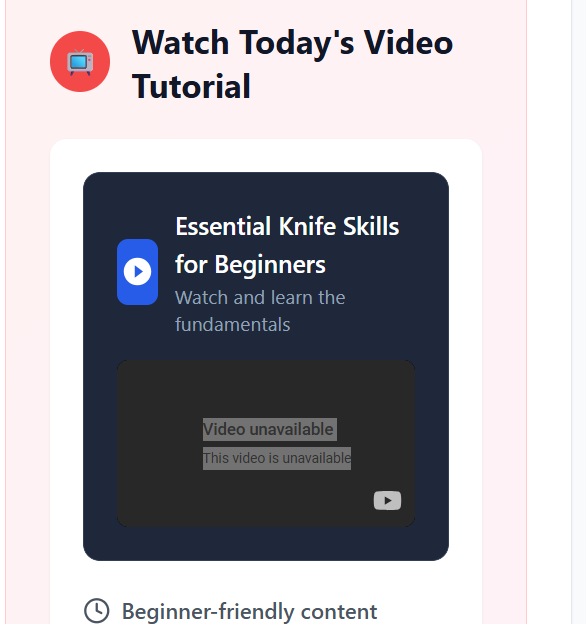 Watch Today's Video
Tutorial
Essential Knife Skills
for Beginners
Watch and learn the
fundamentals
Video unavailable
This video is unavailable
Beginner-friendly content